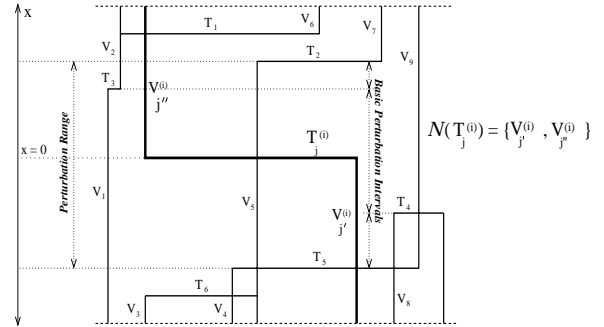 x
T1
V6
V7
V2
T2
V9
T3
V(i)j''
Basic Perturbation Intervals
Perturbation Range
T(i)j
N(T(i)j) = {V(i)j' , V(i)j''}
x = 0
V1
V5
V(i)j'
T4
T5
T6
V3
V4
V8